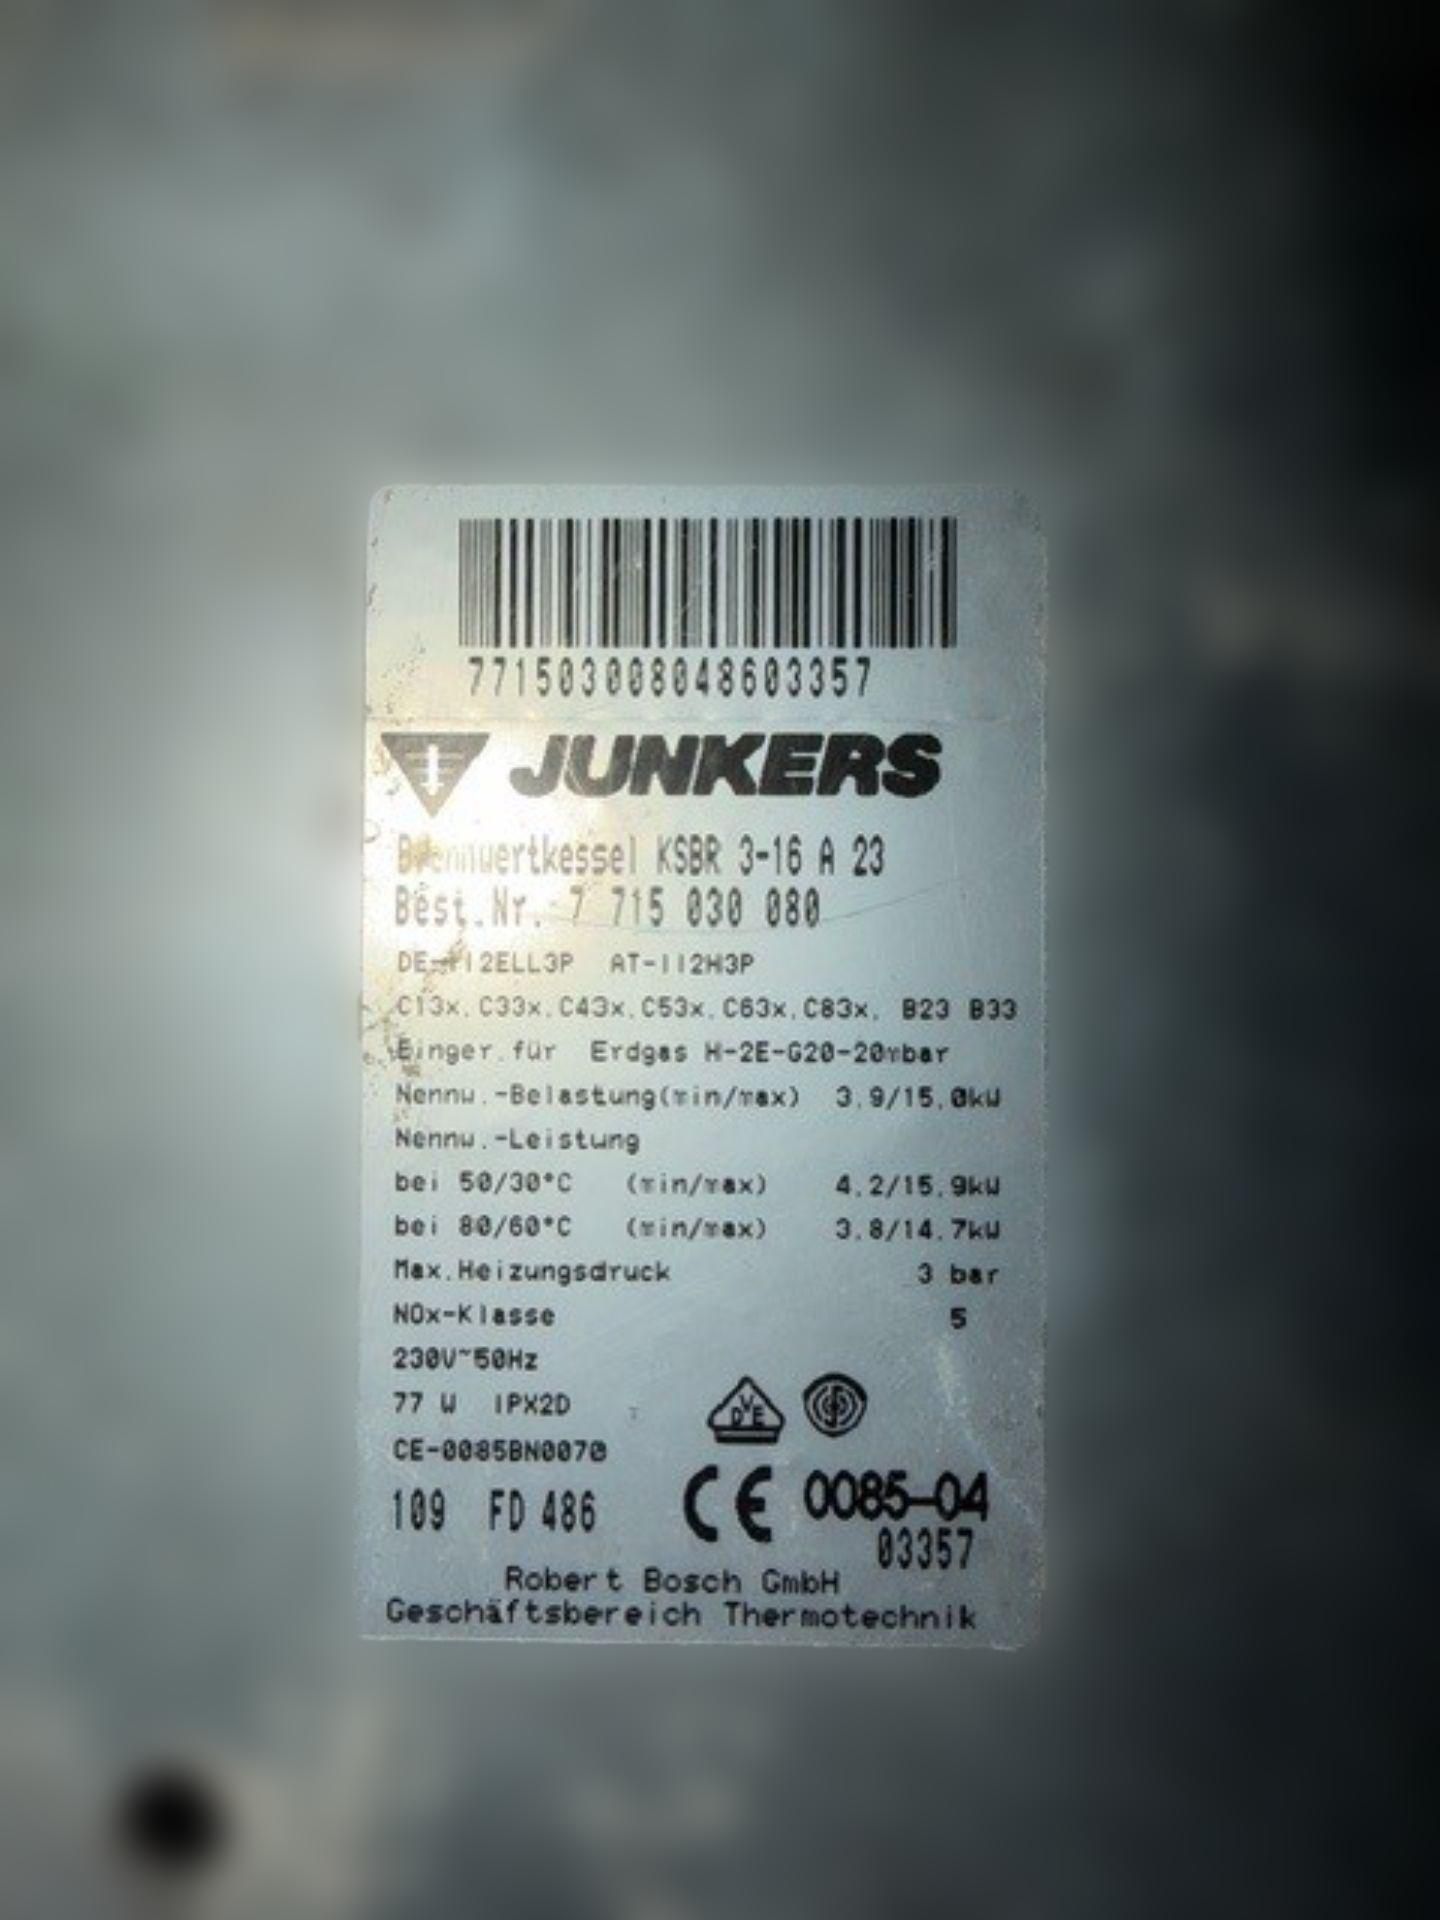 771503008048603357
JUNKERS
Brennwertkessel KSBR 3-16 A 23
Best.Nr. 7 715 030 080
DE-II2ELL3P AT-II2H3P
C13x,C33x,C43x,C53x,C63x,C83x, B23 B33
Einger.für Erdgas H-2E-G20-20mbar
Nennw.-Belastung(min/max) 3,9/15,0kW
Nennw.-Leistung
bei 50/30°C (min/max) 4,2/15,9kW
bei 80/60°C (min/max) 3,8/14,7kW
Max.Heizungsdruck 3 bar
NOx-Klasse 5
230V~50Hz
77 W IPX2D
DVE
CE-0085BN0070
109 FD 486 CE 0085-04
03357
Robert Bosch GmbH
Geschäftsbereich Thermotechnik